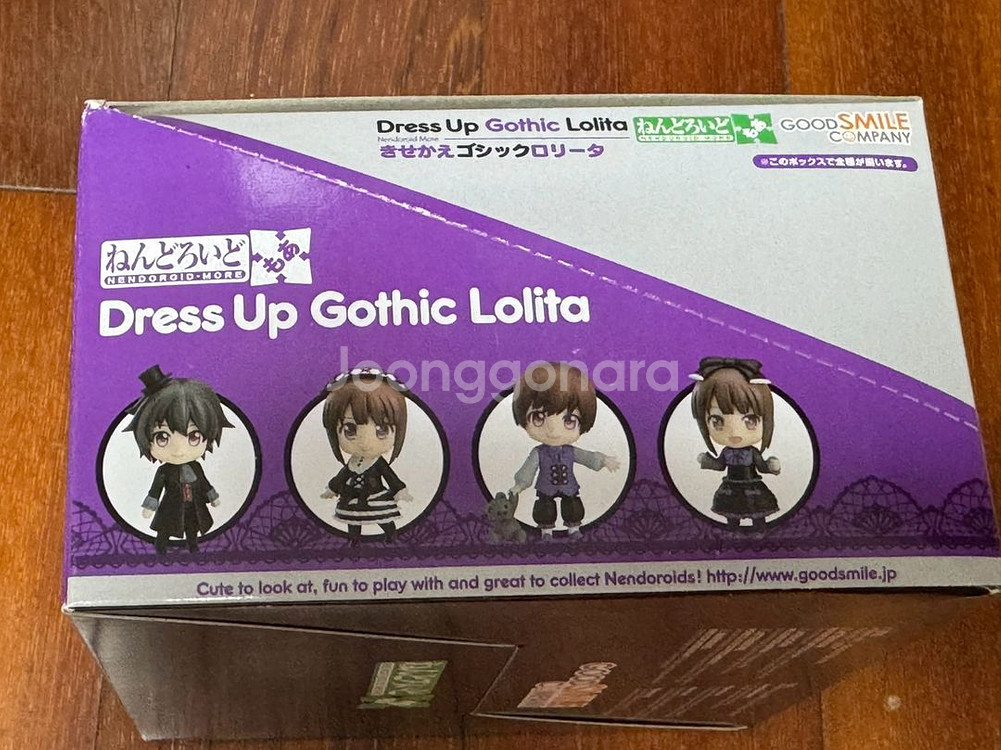 Dress Up Gothic Lolita
Nendoroid More
きせかえゴシックロリータ
ねんどろいど もあ
NENDOROID MORE
GOODSMILE
COMPANY
※このボックスで全種が揃います。
ねんどろいど もあ
NENDOROID-MORE
Dress Up Gothic Lolita
Joonggonara
Cute to look at, fun to play with and great to collect Nendoroids! http://www.goodsmile.jp